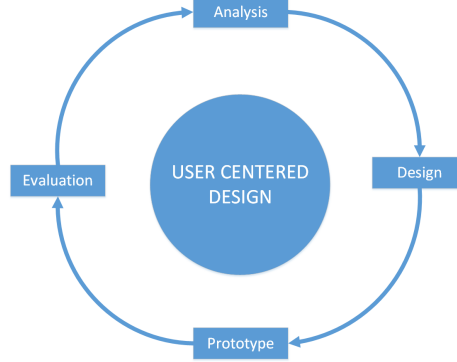 Analysis
USER CENTERED
DESIGN
Evaluation
Design
Prototype